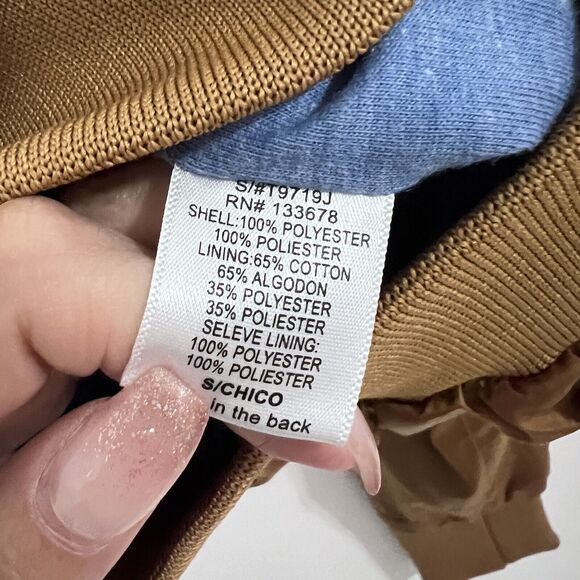 S/#T9719J
RN# 133678
SHELL:100% POLYESTER
100% POLIESTER
LINING:65% COTTON
65% ALGODON
35% POLYESTER
35% POLIESTER
SELEVE LINING:
100% POLYESTER
100% POLIESTER
S/CHICO
in the back